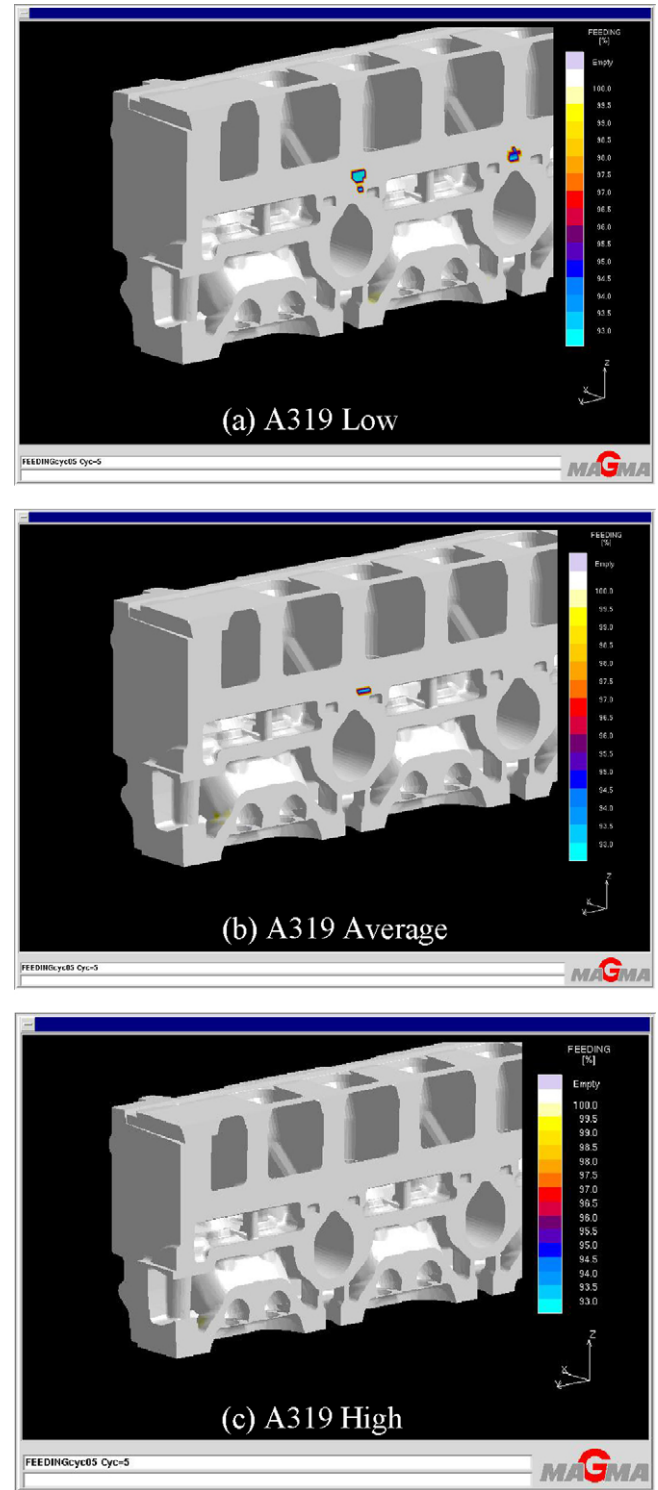 FEEDING
[%]
Empty
100.0
99.5
99.0
98.5
98.0
97.5
97.0
96.5
96.0
95.5
95.0
94.5
94.0
93.5
93.0
Z
X
Y
(a) A319 Low
FEEDINGcyc05 Cyc=5
MAGMA
FEEDING
[%]
Empty
100.0
99.5
99.0
98.5
98.0
97.5
97.0
96.5
96.0
95.5
95.0
94.5
94.0
93.5
93.0
Z
X
Y
(b) A319 Average
FEEDINGcyc05 Cyc=5
MAGMA
FEEDING
[%]
Empty
100.0
99.5
99.0
98.5
98.0
97.5
97.0
96.5
96.0
95.5
95.0
94.5
94.0
93.5
93.0
Z
X
Y
(c) A319 High
FEEDINGcyc05 Cyc=5
MAGMA